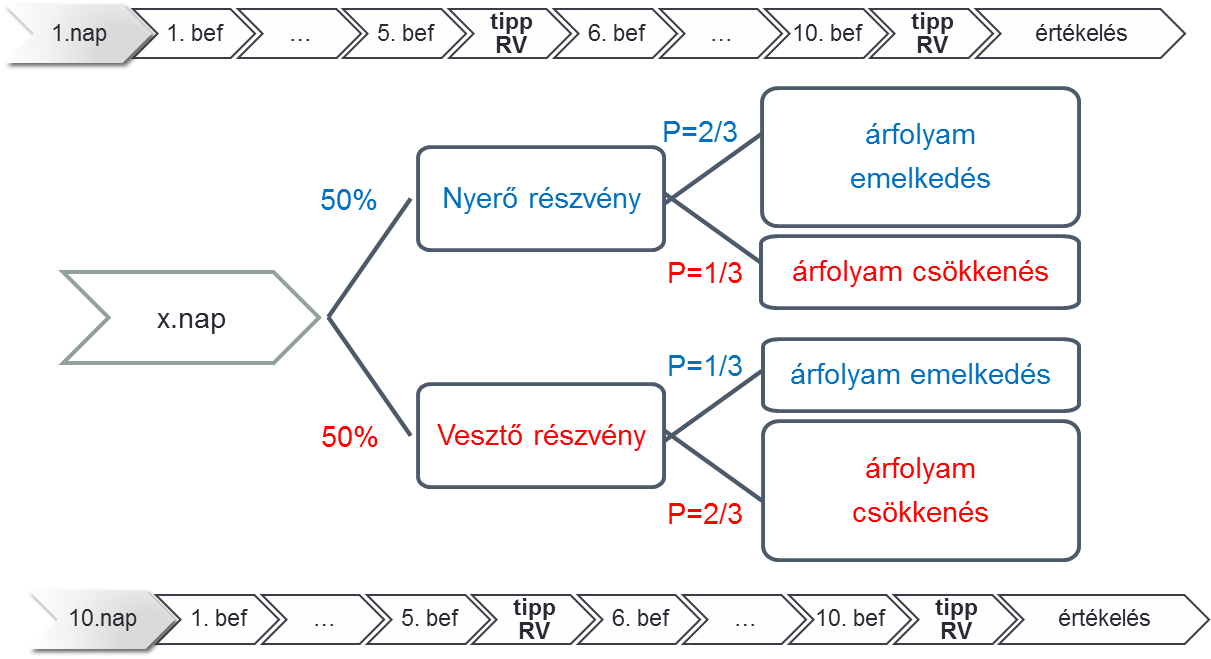 1.nap
1. bef
…
5. bef
tipp
RV
6. bef
…
10. bef
tipp
RV
értékelés
P=2/3
árfolyam
emelkedés
50%
Nyerő részvény
P=1/3
árfolyam csökkenés
x.nap
P=1/3
árfolyam emelkedés
50%
Vesztő részvény
árfolyam
csökkenés
P=2/3
10.nap
1. bef
…
5. bef
tipp
RV
6. bef
…
10. bef
tipp
RV
értékelés